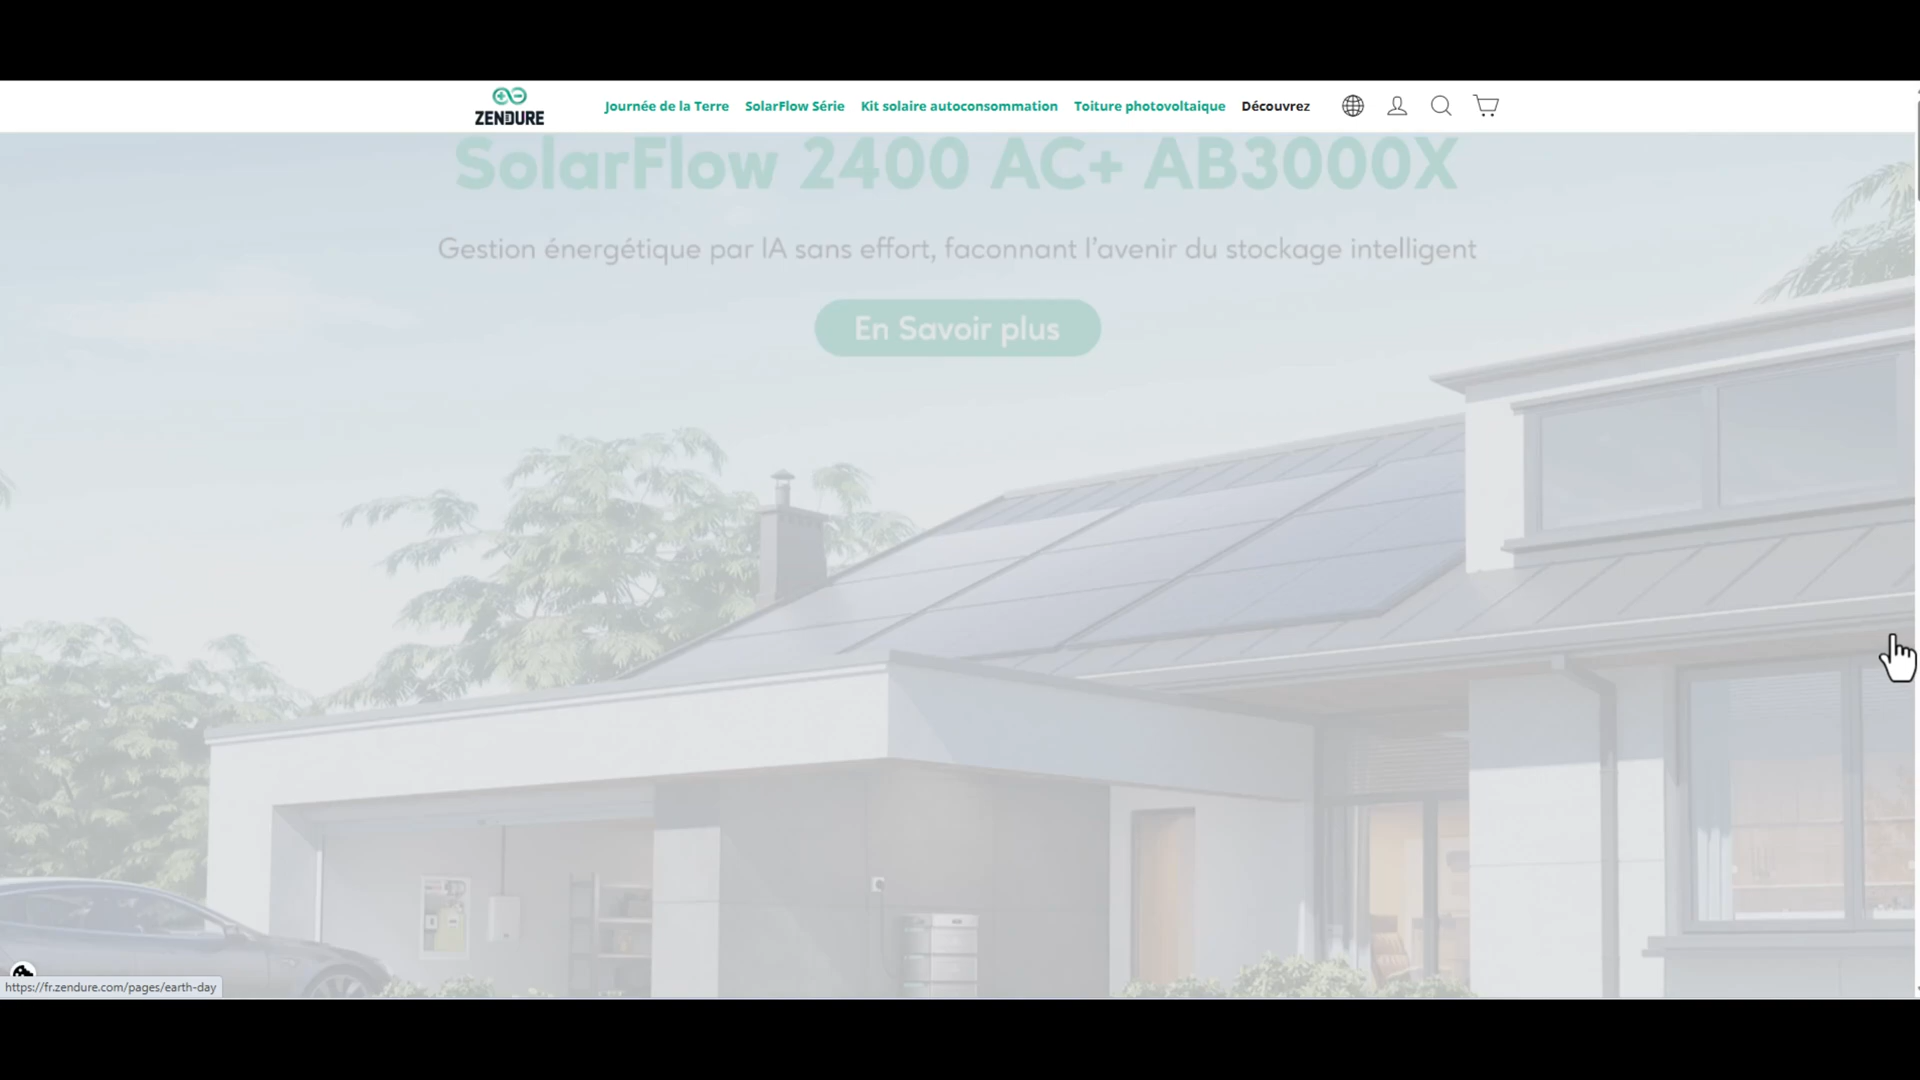 ZENDURE
Journée de la Terre SolarFlow Série Kit solaire autoconsommation Toiture photovoltaique Découvrez
SolarFlow 2400 AC+ AB3000X
Gestion énergétique par IA sans effort, faconnant l'avenir du stockage intelligent
En Savoir plus
https://fr.zendure.com/pages/earth-day